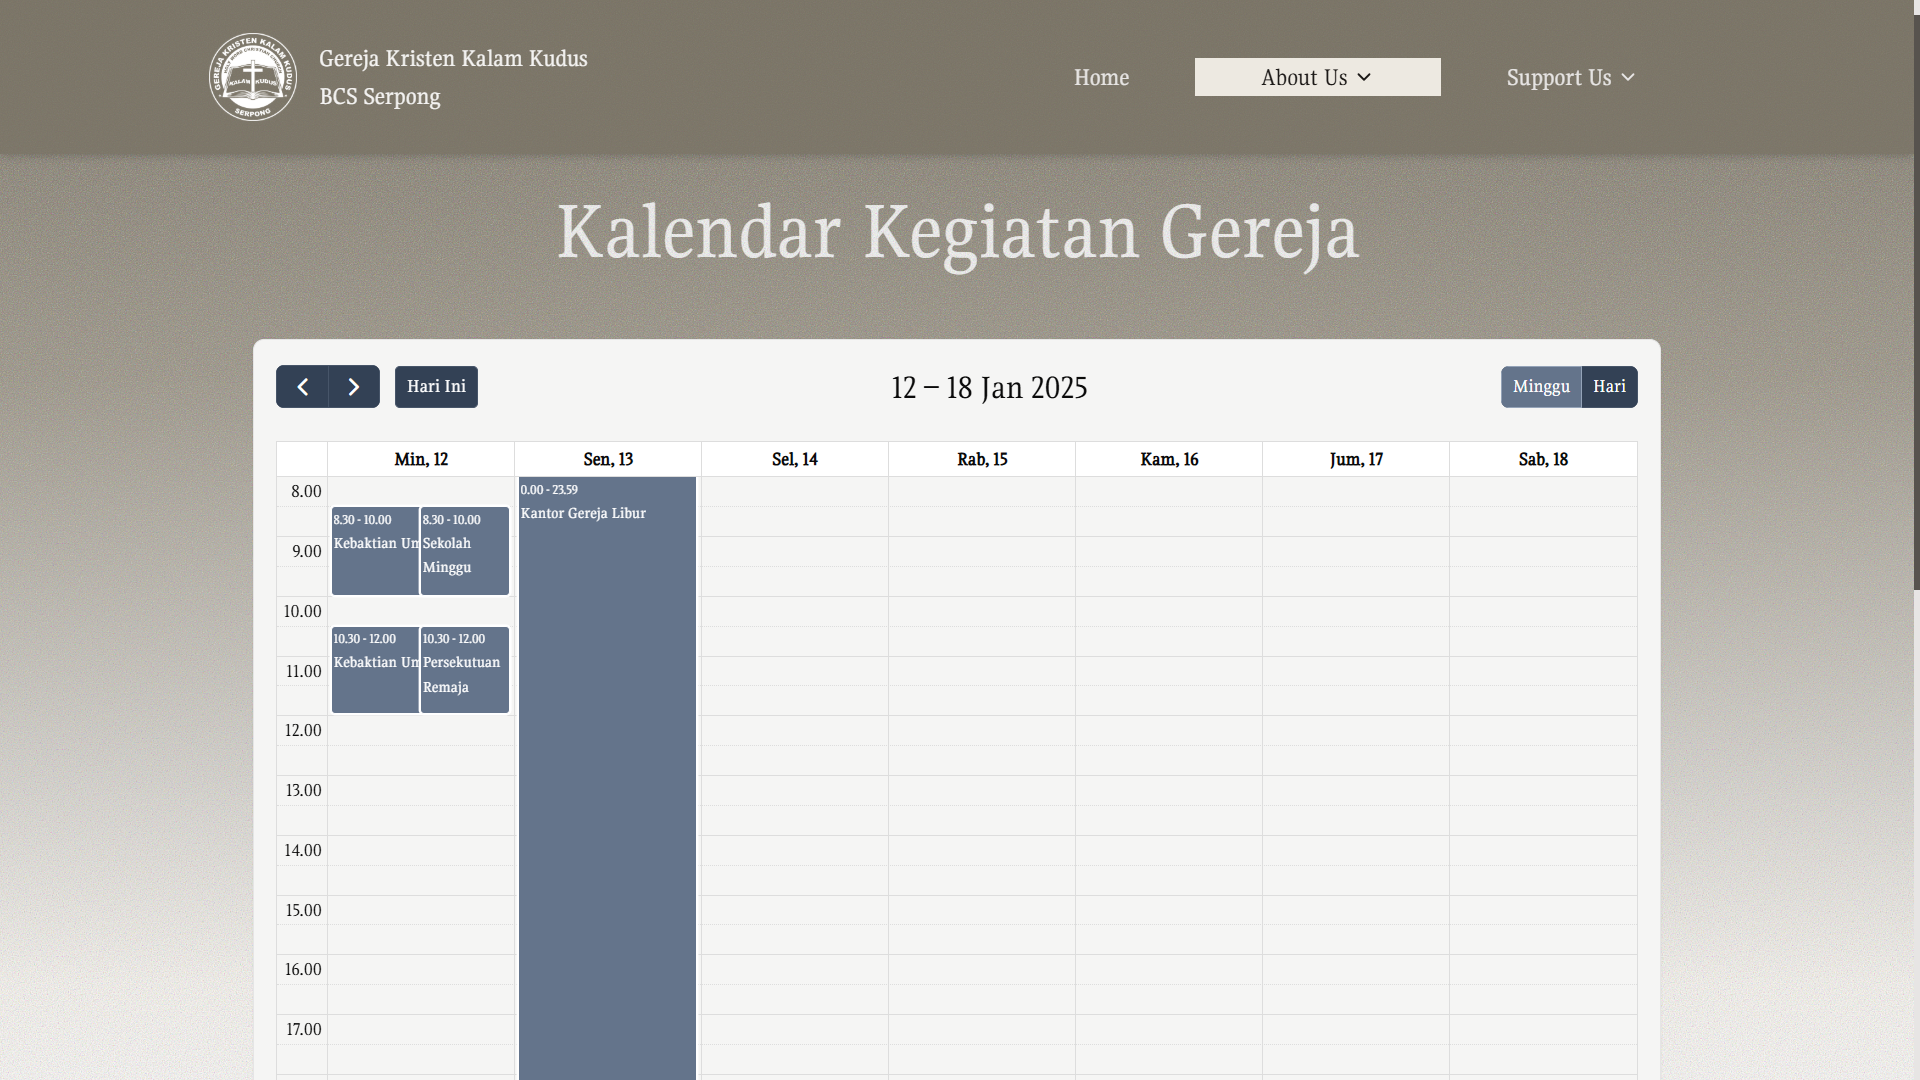 GEREJA KRISTEN KALAM KUDUS
KALAM KUDUS
SERPONG
Gereja Kristen Kalam Kudus
BCS Serpong
Home
About Us
Support Us
Kalendar Kegiatan Gereja
Hari Ini
12 – 18 Jan 2025
Minggu
Hari
Min, 12
Sen, 13
Sel, 14
Rab, 15
Kam, 16
Jum, 17
Sab, 18
8.00
0.00 - 23.59
Kantor Gereja Libur
8.30 - 10.00
Kebaktian Um
8.30 - 10.00
Sekolah
Minggu
9.00
10.00
10.30 - 12.00
Kebaktian Um
10.30 - 12.00
Persekutuan
Remaja
11.00
12.00
13.00
14.00
15.00
16.00
17.00